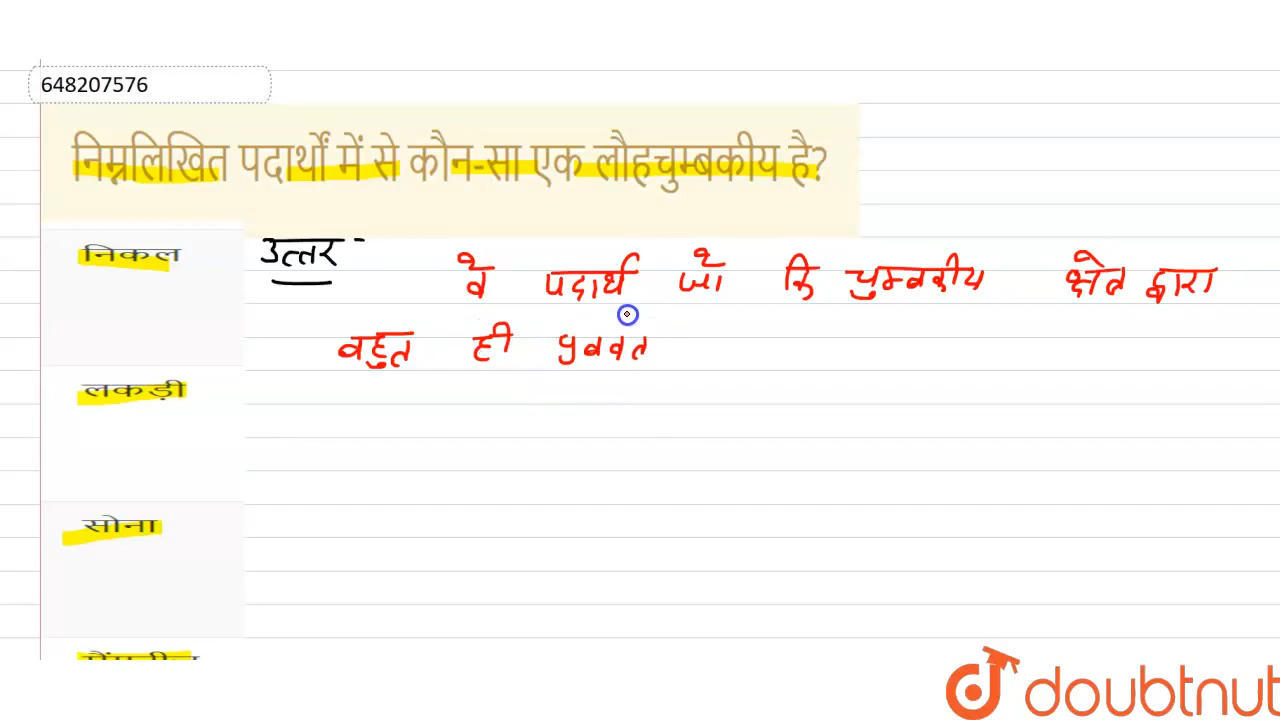 648207576
निम्नलिखित पदार्थों में से कौन-सा एक लौहचुम्बकीय है?
निकल
उत्तर -
वे पदार्थ जो कि चुम्बकीय क्षेत्र द्वारा
बहुत ही प्रबल
लकड़ी
सोना
doubtnut